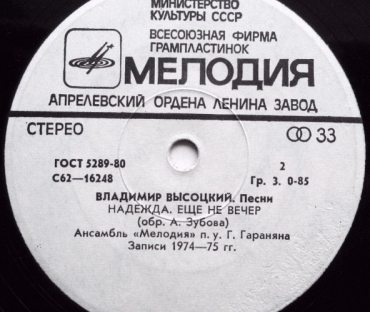 МИНИСТЕРСТВО
КУЛЬТУРЫ СССР
ВСЕСОЮЗНАЯ ФИРМА
ГРАМПЛАСТИНОК
МЕЛОДИЯ
АПРЕЛЕВСКИЙ ОРДЕНА ЛЕНИНА ЗАВОД
СТЕРЕО 33
ГОСТ 5289-80 2
С62—16248 Гр. 3. 0-85
ВЛАДИМИР ВЫСОЦКИЙ. Песни
НАДЕЖДА. ЕЩЕ НЕ ВЕЧЕР
(обр. А. Зубова)
Ансамбль «Мелодия» п. у. Г. Гараняна
Записи 1974—75 гг.